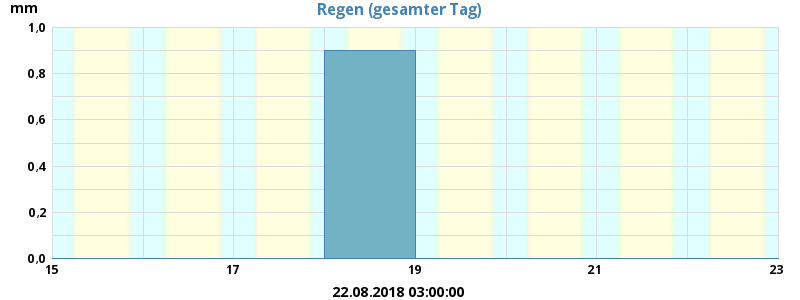 Regen (gesamter Tag)
mm
1,0
0,8
0,6
0,4
0,2
0,0
15 17 19 21 23
22.08.2018 03:00:00